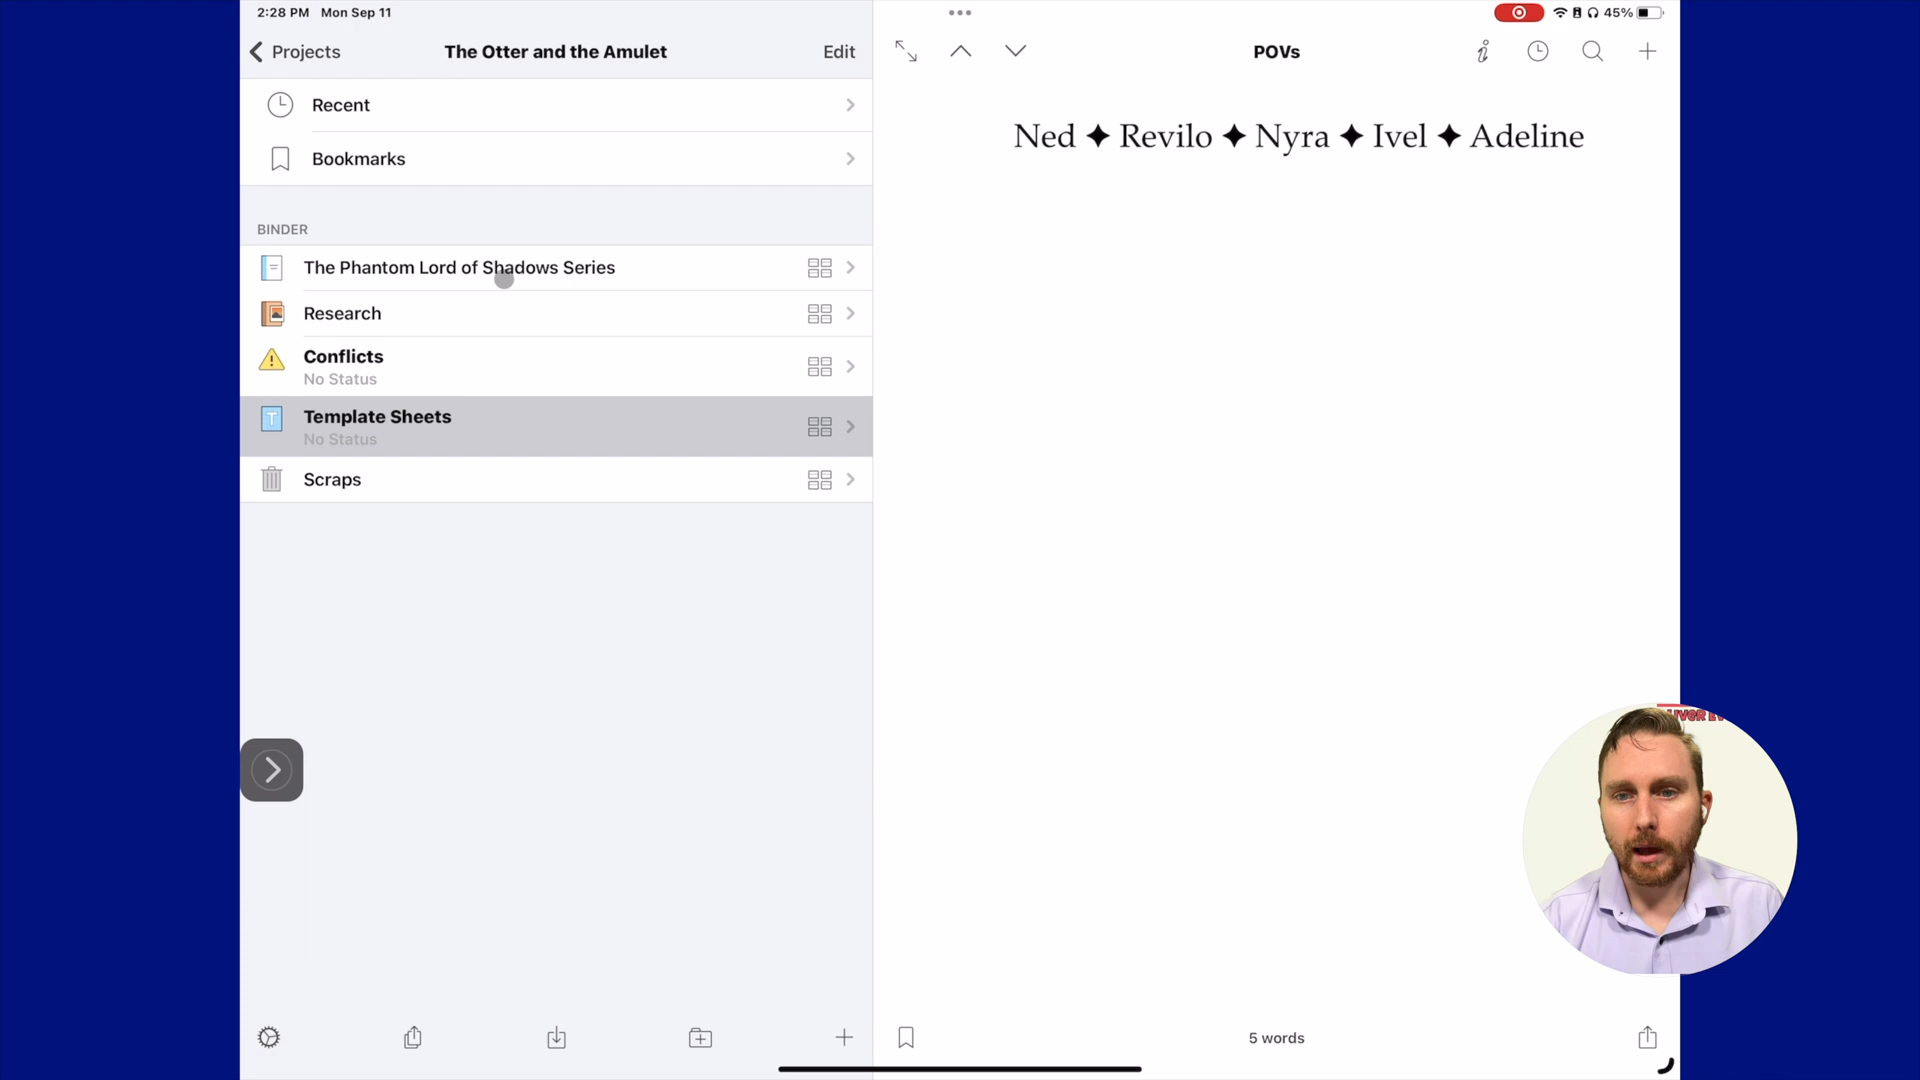 2:28 PM Mon Sep 11
45%
Projects
The Otter and the Amulet
Edit
POVs
Recent
Bookmarks
Ned ✦ Revilo ✦ Nyra ✦ Ivel ✦ Adeline
BINDER
The Phantom Lord of Shadows Series
Research
Conflicts
No Status
Template Sheets
No Status
Scraps
5 words